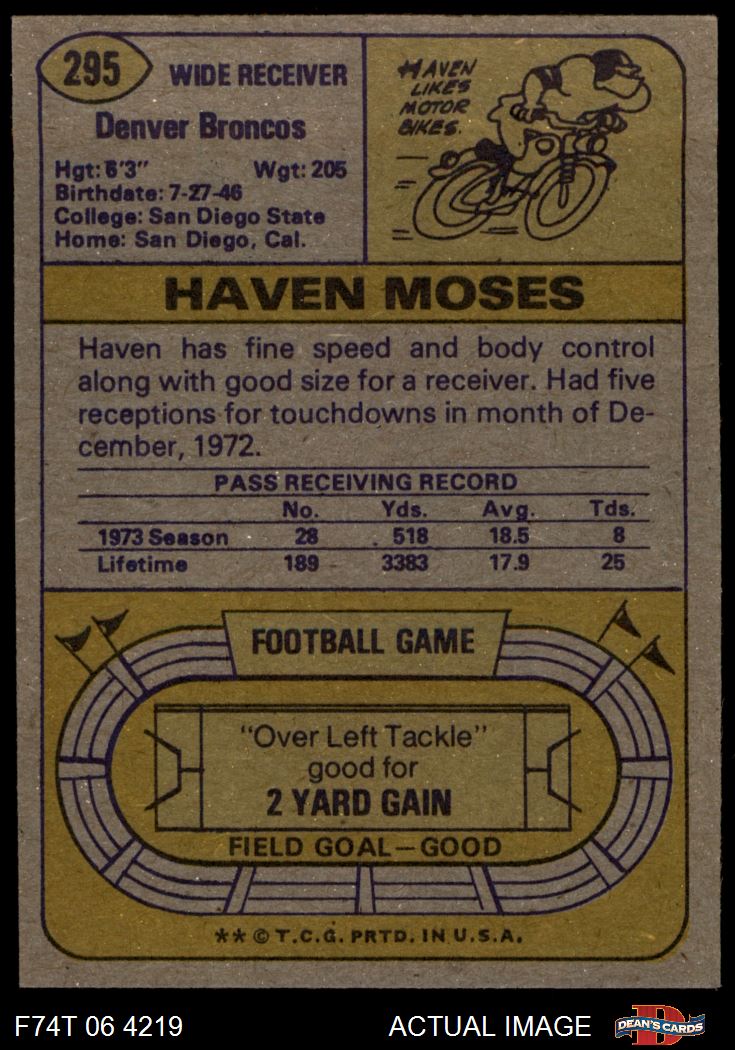 295
WIDE RECEIVER
Denver Broncos
Hgt: 6'3" Wgt: 205
Birthdate: 7-27-46
College: San Diego State
Home: San Diego, Cal.
HAVEN
LIKES
MOTOR
BIKES.
HAVEN MOSES
Haven has fine speed and body control
along with good size for a receiver. Had five
receptions for touchdowns in month of De-
cember, 1972.
PASS RECEIVING RECORD
No. Yds. Avg. Tds.
1973 Season 28 518 18.5 8
Lifetime 189 3383 17.9 25
FOOTBALL GAME
"Over Left Tackle"
good for
2 YARD GAIN
FIELD GOAL—GOOD
** © T.C.G. PRTD. IN U.S.A.
F74T 06 4219 ACTUAL IMAGE
D
DEAN'S CARDS